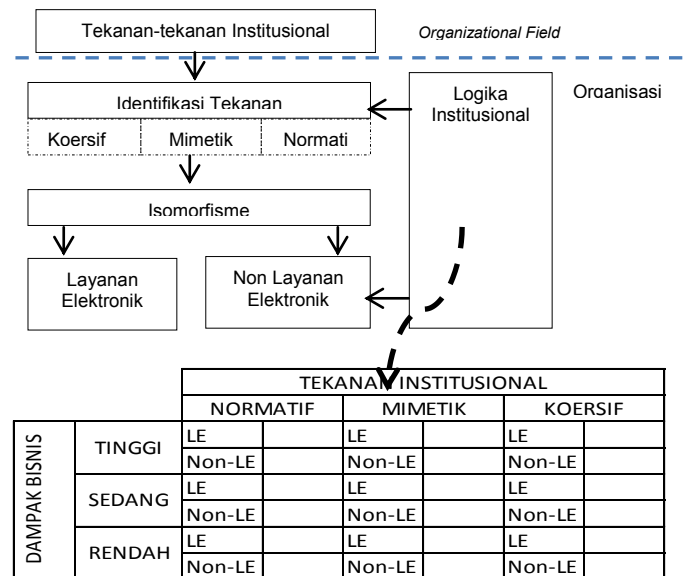 Tekanan-tekanan Institusional
Organizational Field
Identifikasi Tekanan
Logika
Institusional
Organisasi
Koersif Mimetik Normati
Isomorfisme
Layanan
Elektronik
Non Layanan
Elektronik
TEKANAN INSTITUSIONAL
NORMATIF MIMETIK KOERSIF
DAMPAK BISNIS
TINGGI
LE LE LE
Non-LE Non-LE Non-LE
SEDANG
LE LE LE
Non-LE Non-LE Non-LE
RENDAH
LE LE LE
Non-LE Non-LE Non-LE